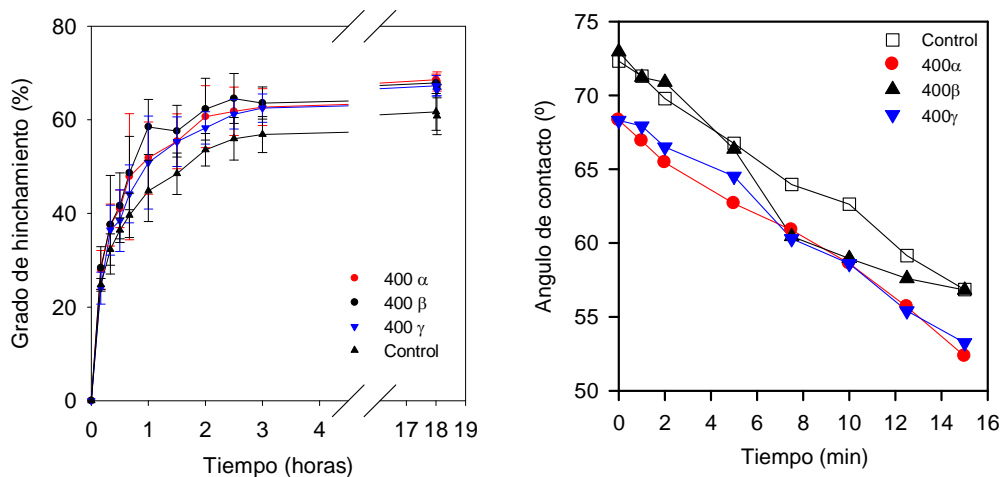 Grado de hinchamiento (%)
80
60
40
20
0
0 1 2 3 4 17 18 19
Tiempo (horas)
400 α
400 β
400 γ
Control
Angulo de contacto (º)
75
70
65
60
55
50
0 2 4 6 8 10 12 14 16
Tiempo (min)
Control
400α
400β
400γ